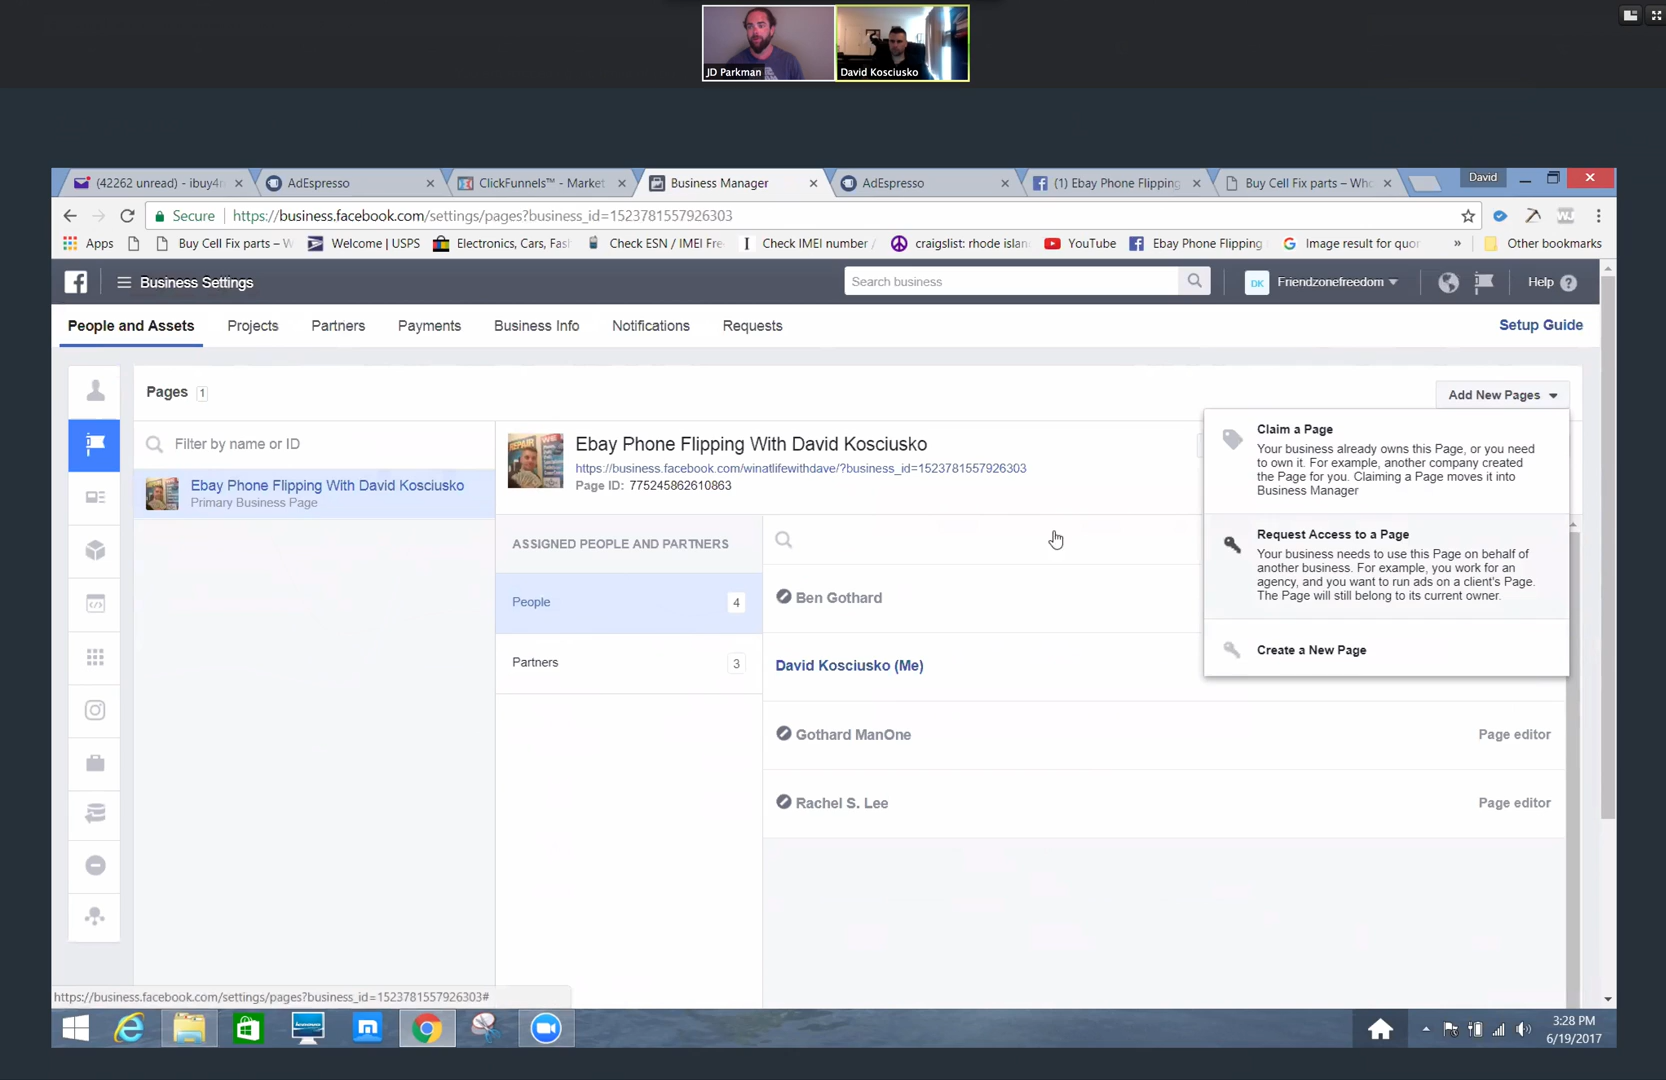 JD Parkman
David Kosciusko
(42262 unread) - ibuy4r
AdEspresso
ClickFunnels™ - Market
Business Manager
AdEspresso
(1) Ebay Phone Flipping
Buy Cell Fix parts – Who
David
Secure
https://business.facebook.com/settings/pages?business_id=1523781557926303
Apps
Buy Cell Fix parts – W
Welcome | USPS
Electronics, Cars, Fash
Check ESN / IMEI Fre
Check IMEI number /
craigslist: rhode island
YouTube
Ebay Phone Flipping
Image result for quor
»
Other bookmarks
Business Settings
Search business
DK
Friendzonefreedom
Help
People and Assets
Projects
Partners
Payments
Business Info
Notifications
Requests
Setup Guide
Pages 1
Add New Pages
Filter by name or ID
Ebay Phone Flipping With David Kosciusko
Primary Business Page
Ebay Phone Flipping With David Kosciusko
https://business.facebook.com/winatlifewithdave/?business_id=1523781557926303
Page ID: 775245862610863
ASSIGNED PEOPLE AND PARTNERS
People 4
Partners 3
Ben Gothard
David Kosciusko (Me)
Gothard ManOne
Page editor
Rachel S. Lee
Page editor
Claim a Page
Your business already owns this Page, or you need
to own it. For example, another company created
the Page for you. Claiming a Page moves it into
Business Manager
Request Access to a Page
Your business needs to use this Page on behalf of
another business. For example, you work for an
agency, and you want to run ads on a client's Page.
The Page will still belong to its current owner.
Create a New Page
https://business.facebook.com/settings/pages?business_id=1523781557926303#
3:28 PM
6/19/2017